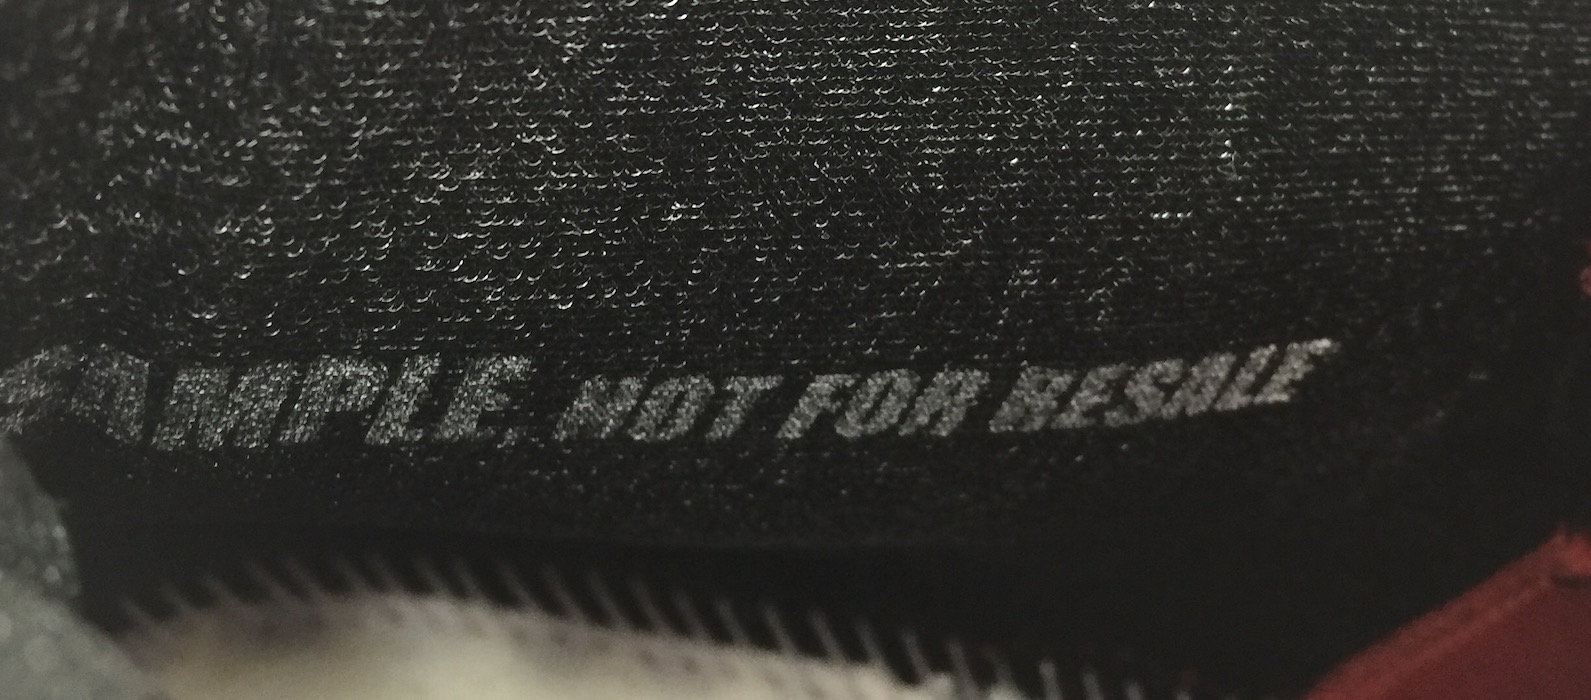 SAMPLE, NOT FOR RESALE